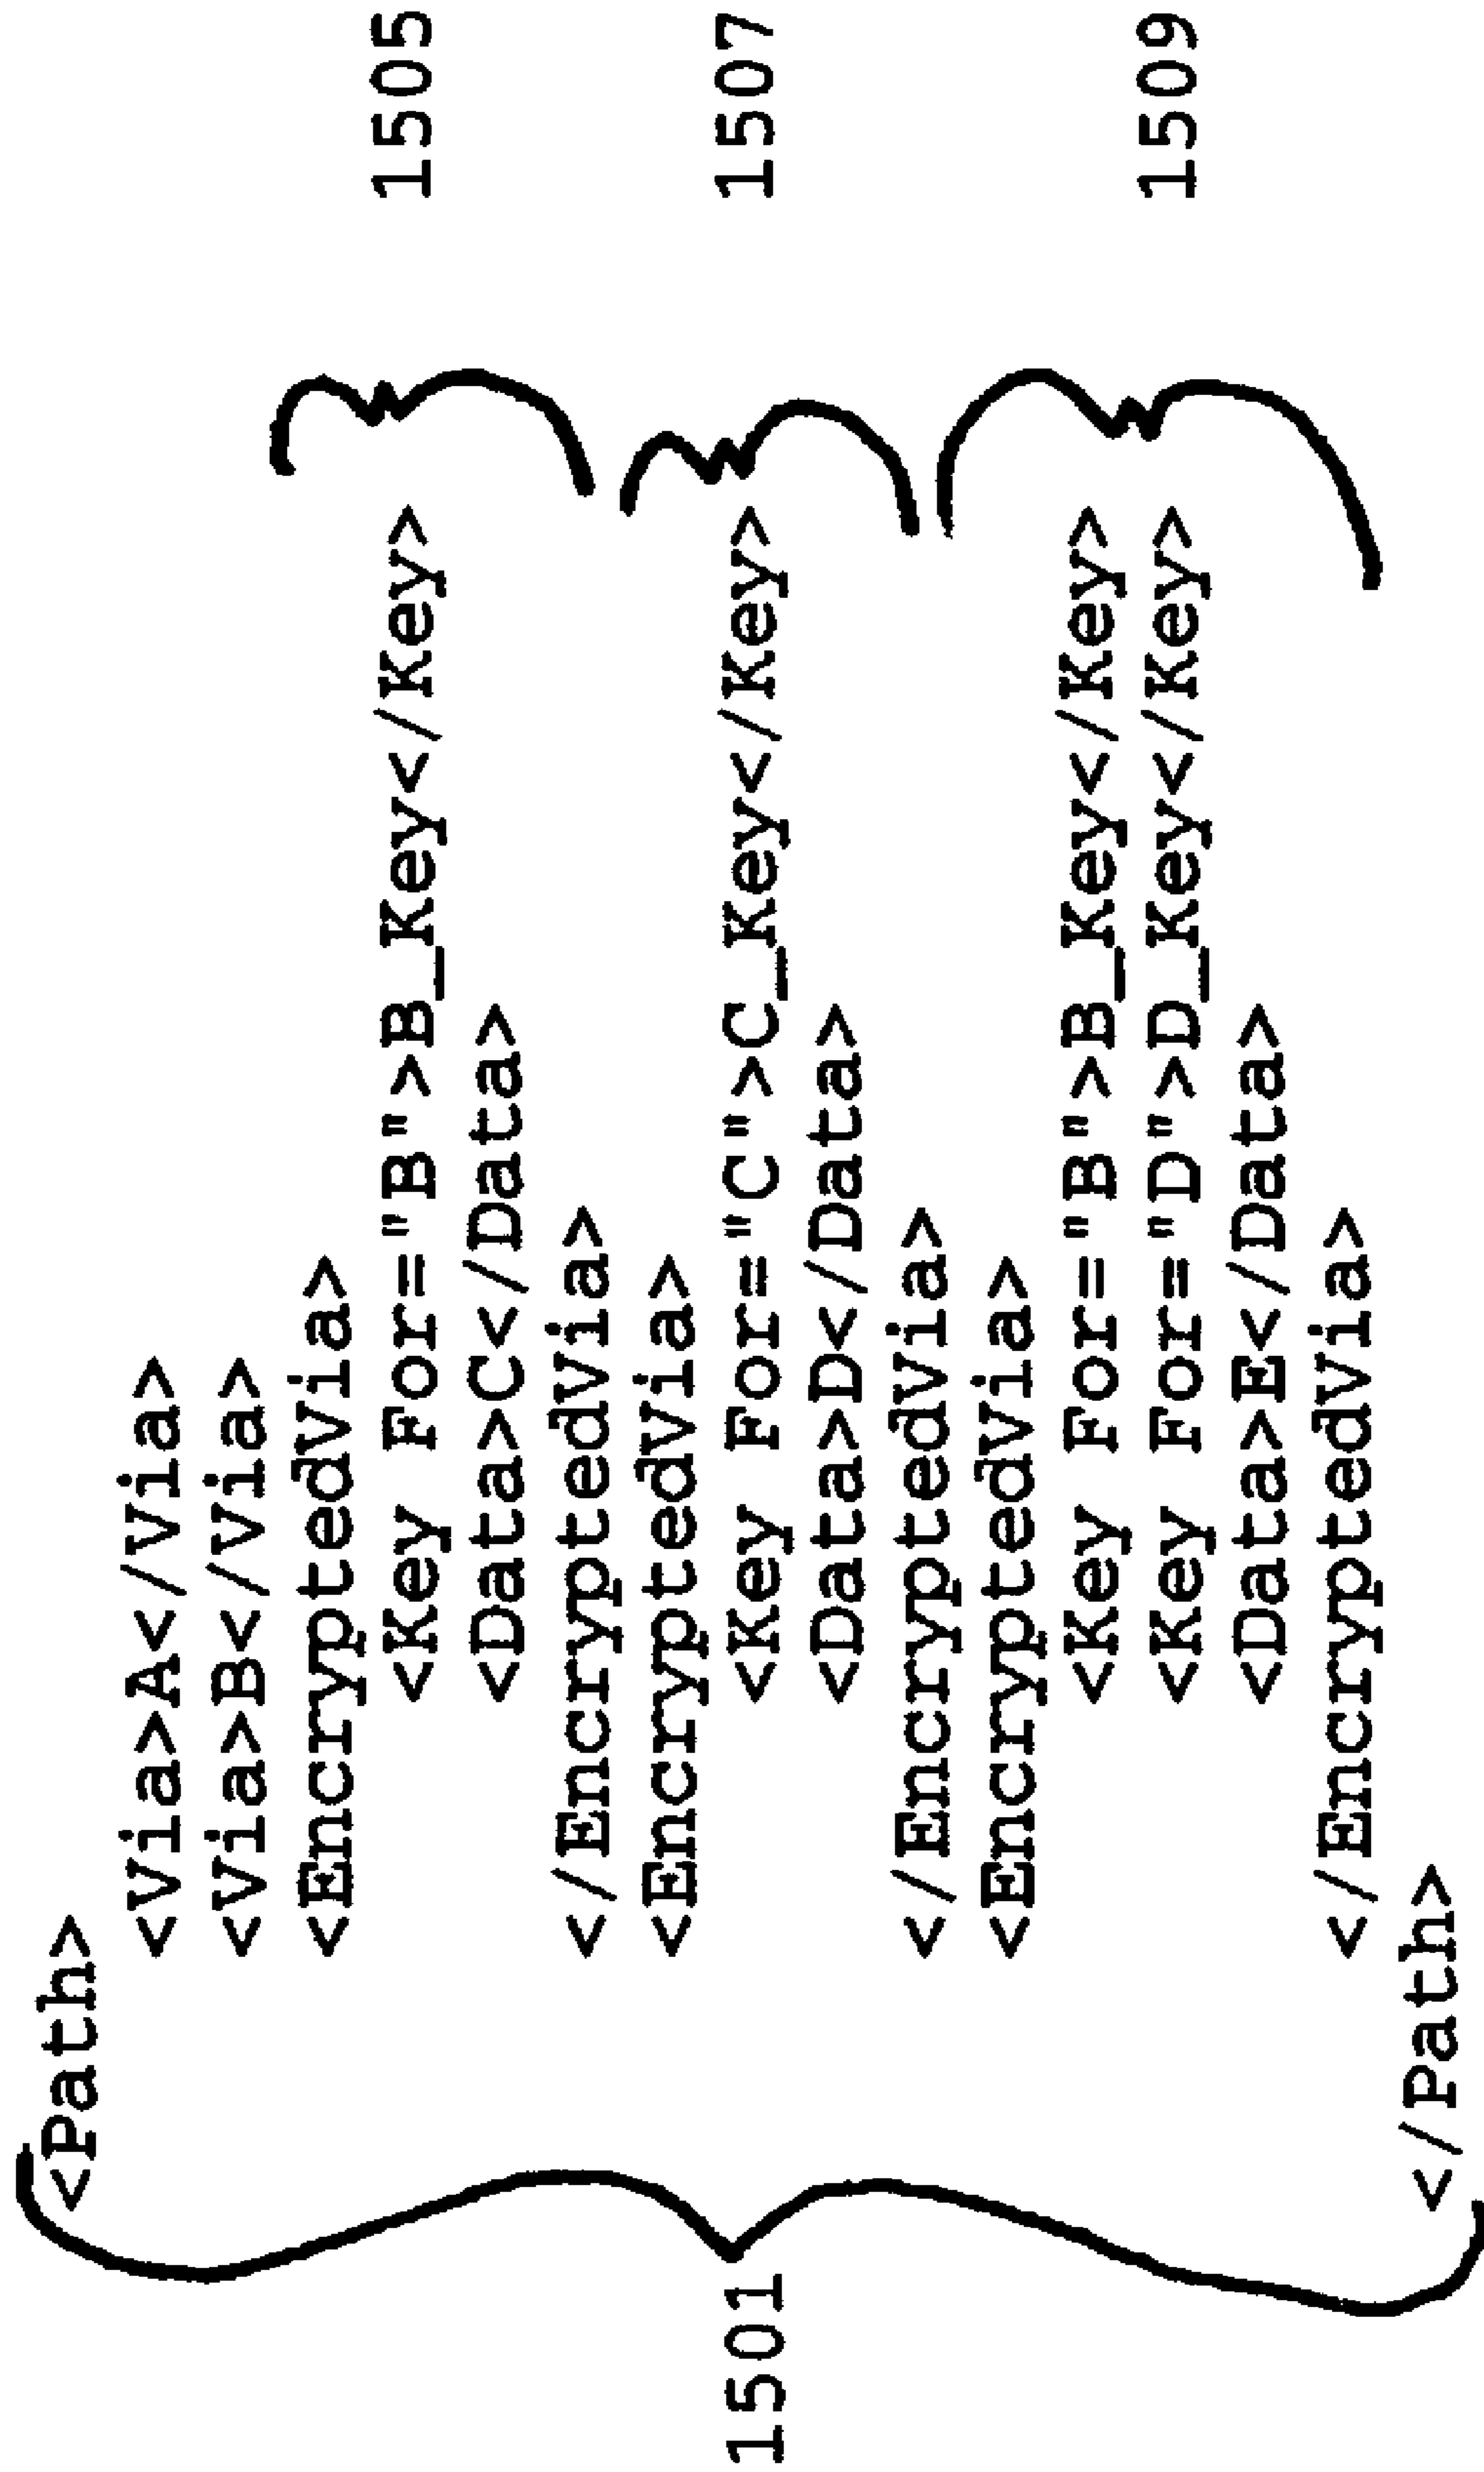 <Path>
<Via>A</Via>
<Via>B</Via>
<EncryptedVia>
<Key For="B">B_Key</Key>
<Data>C</Data>
</EncryptedVia>
1505
<EncryptedVia>
<Key For="C">C_Key</Key>
<Data>D</Data>
</EncryptedVia>
1507
<EncryptedVia>
<Key For="B">B_Key</Key>
<Key For="D">D_Key</Key>
<Data>E</Data>
</EncryptedVia>
1509
</Path>
1501